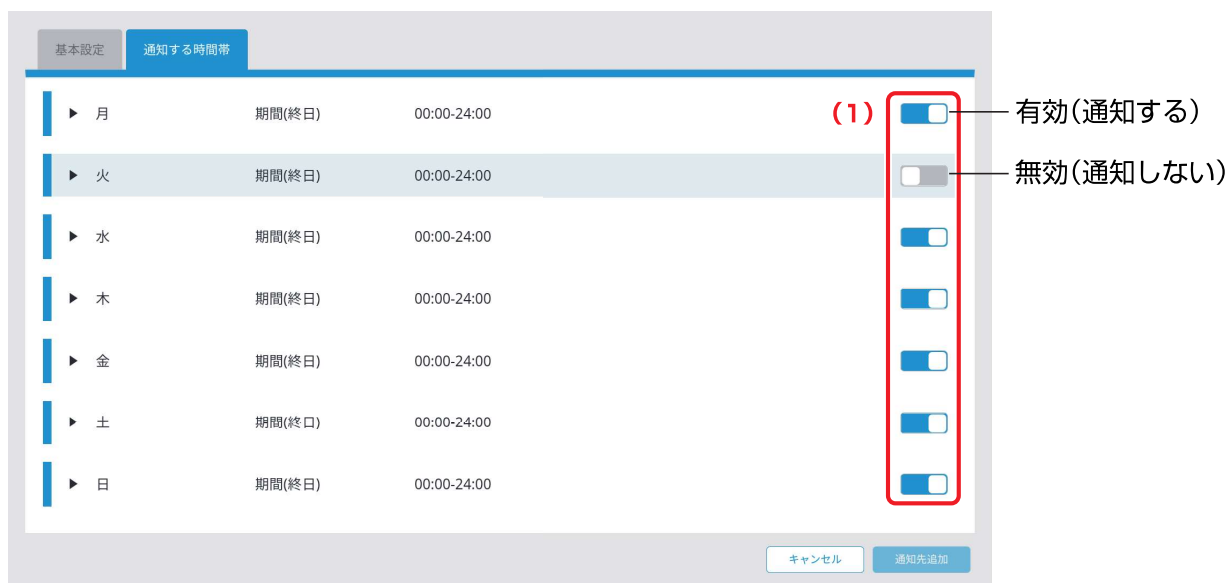 基本設定 通知する時間帯
月 期間(終日) 00:00-24:00 (1) 有効(通知する)
火 期間(終日) 00:00-24:00 無効(通知しない)
水 期間(終日) 00:00-24:00
木 期間(終日) 00:00-24:00
金 期間(終日) 00:00-24:00
土 期間(終口) 00:00-24:00
日 期間(終日) 00:00-24:00
キャンセル 通知先追加